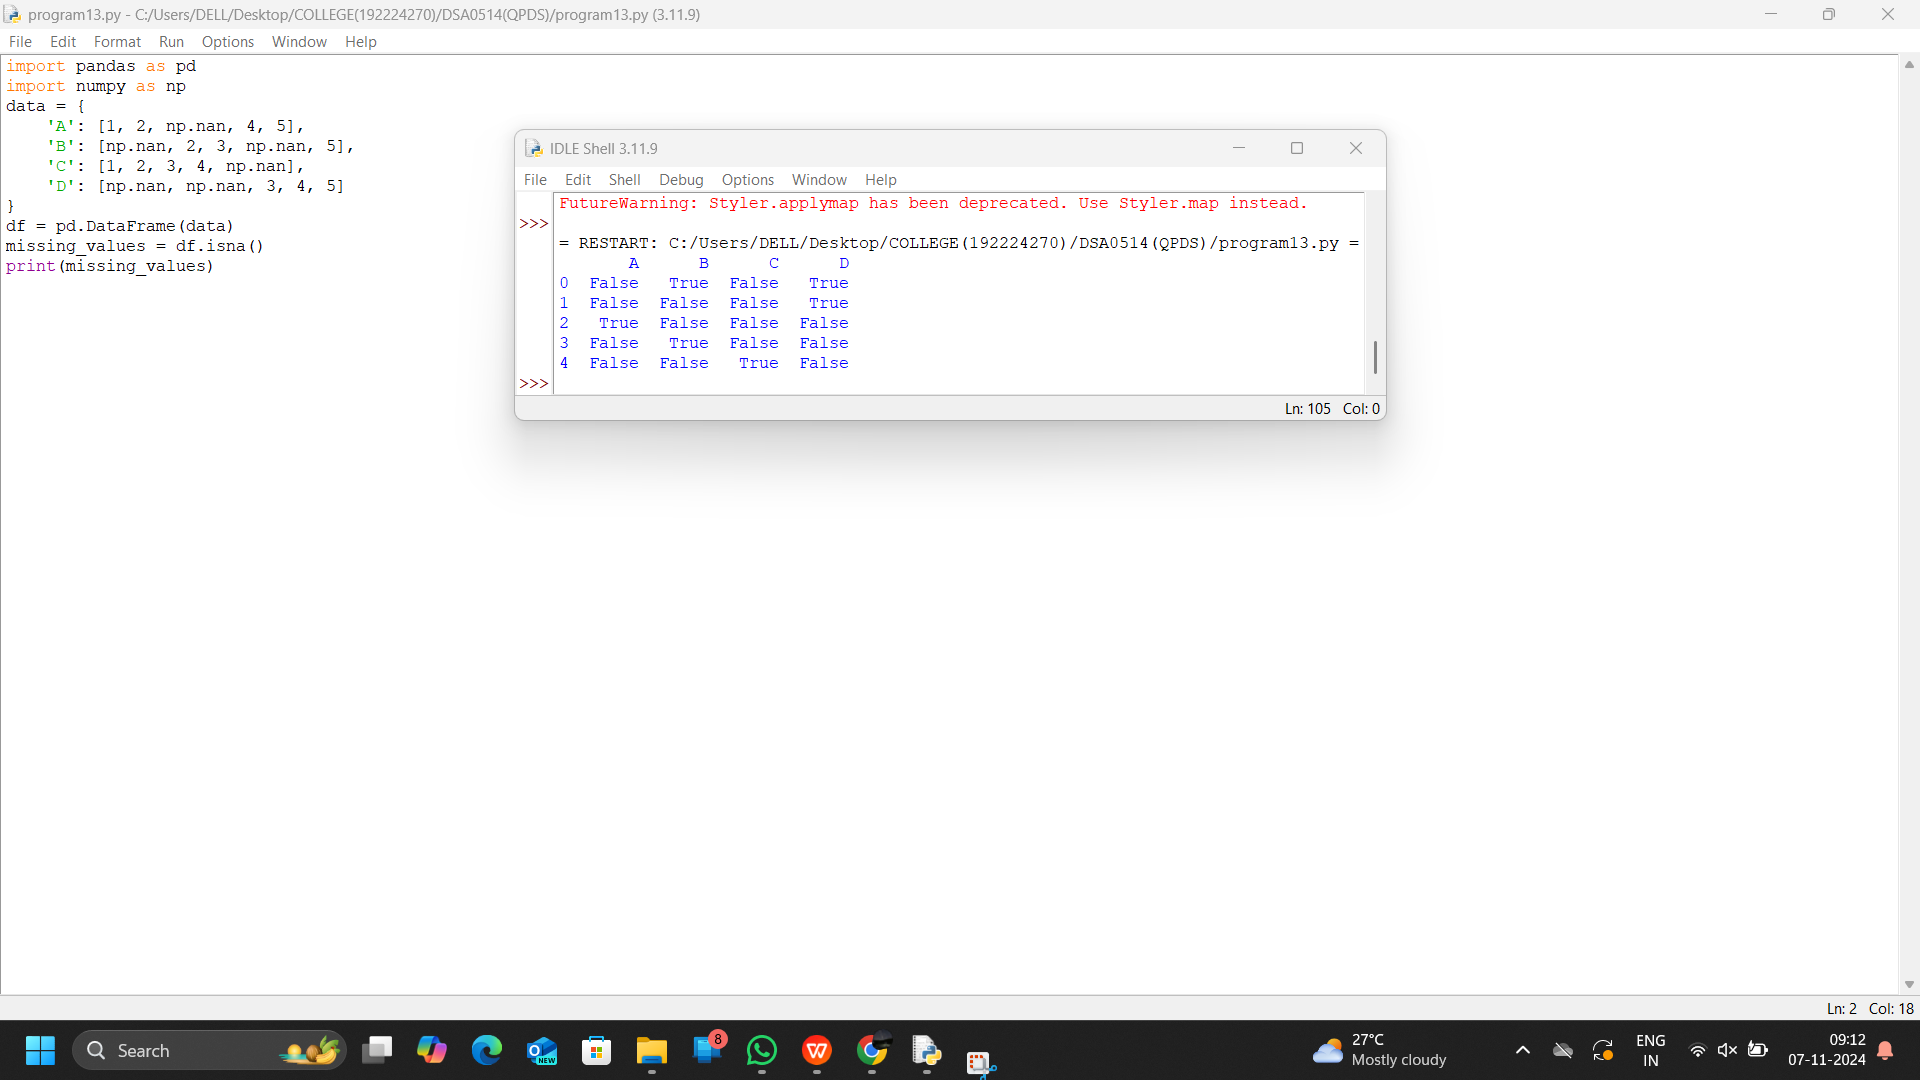 program13.py - C:/Users/DELL/Desktop/COLLEGE(192224270)/DSA0514(QPDS)/program13.py (3.11.9)
File Edit Format Run Options Window Help
import pandas as pd
import numpy as np
data = {
    'A': [1, 2, np.nan, 4, 5],
    'B': [np.nan, 2, 3, np.nan, 5],
    'C': [1, 2, 3, 4, np.nan],
    'D': [np.nan, np.nan, 3, 4, 5]
}
df = pd.DataFrame(data)
missing_values = df.isna()
print(missing_values)
IDLE Shell 3.11.9
File Edit Shell Debug Options Window Help
FutureWarning: Styler.applymap has been deprecated. Use Styler.map instead.
>>>
= RESTART: C:/Users/DELL/Desktop/COLLEGE(192224270)/DSA0514(QPDS)/program13.py =
       A      B      C      D
0  False   True  False   True
1  False  False  False   True
2   True  False  False  False
3  False   True  False  False
4  False  False   True  False
>>>
Ln: 105 Col: 0
Ln: 2 Col: 18
Search
NEW
8
27°C
Mostly cloudy
ENG
IN
09:12
07-11-2024